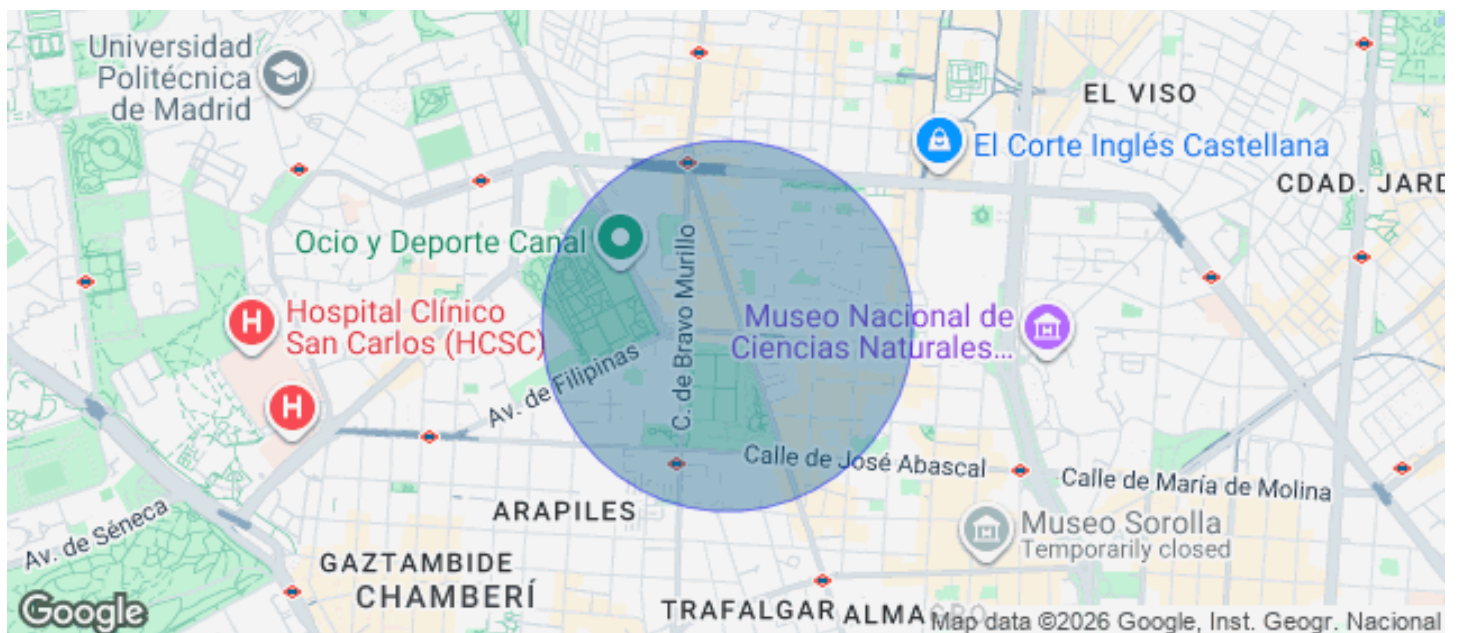 Universidad
Politécnica
de Madrid
EL VISO
El Corte Inglés Castellana
CDAD. JARD
Ocio y Deporte Canal
C. de Bravo Murillo
Hospital Clínico
San Carlos (HCSC)
H
Museo Nacional de
Ciencias Naturales...
Av. de Filipinas
H
Calle de José Abascal
Calle de María de Molina
ARAPILES
Av. de Séneca
Museo Sorolla
Temporarily closed
GAZTAMBIDE
CHAMBERÍ
TRAFALGAR
ALMAGRO
Google
Map data ©2026 Google, Inst. Geogr. Nacional